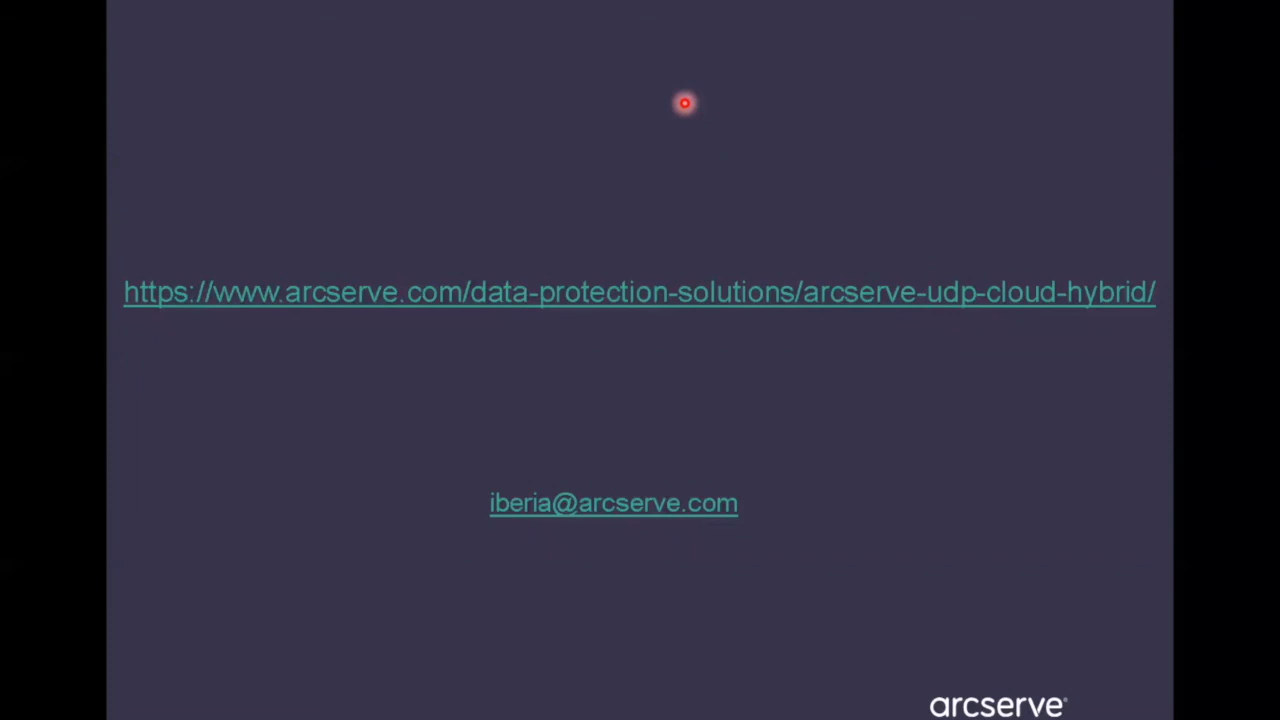 https://www.arcserve.com/data-protection-solutions/arcserve-udp-cloud-hybrid/
iberia@arcserve.com
arcserve®